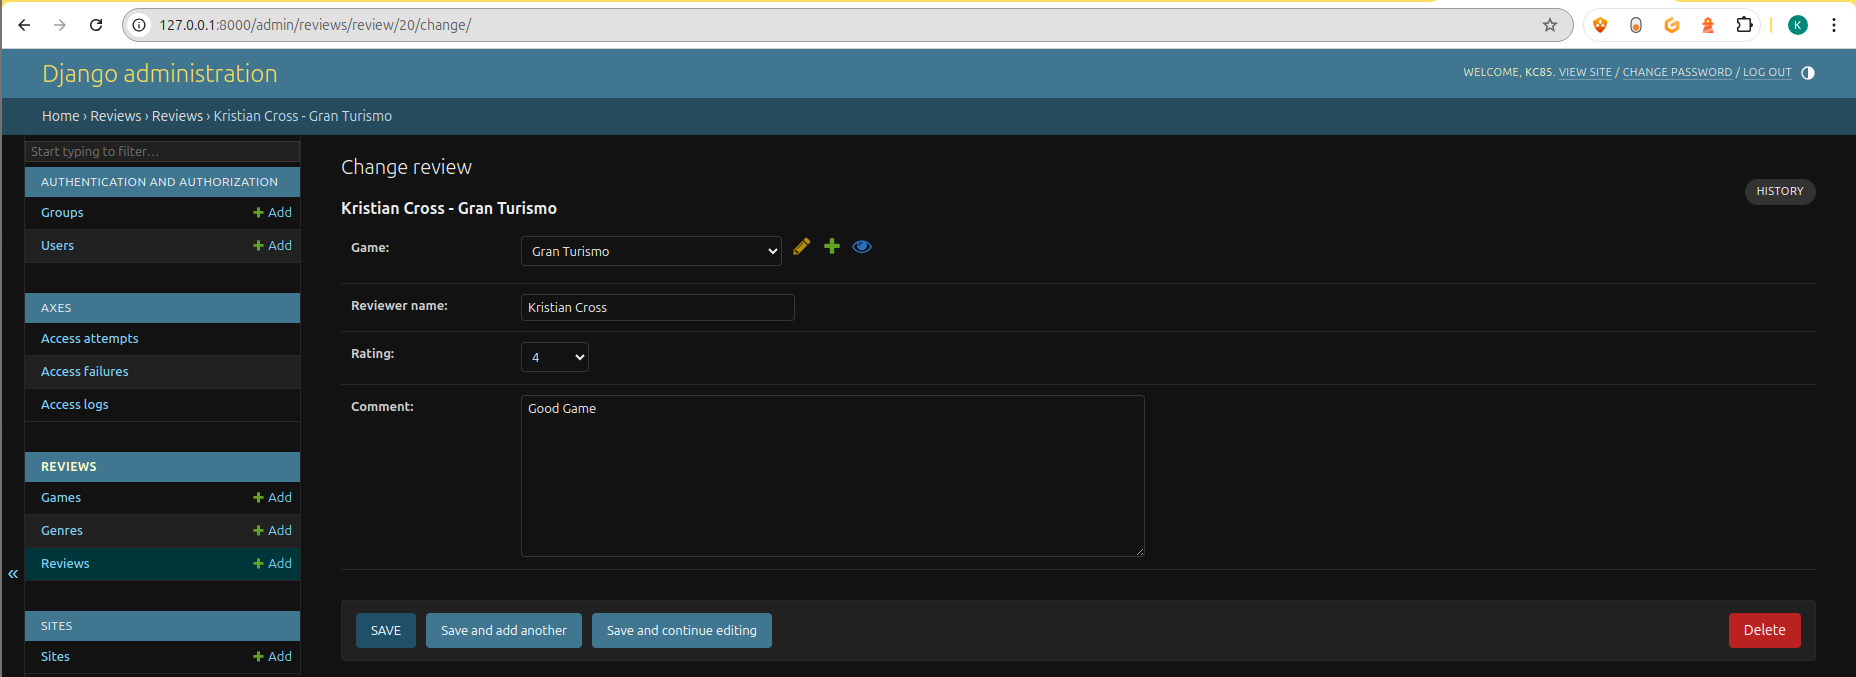 127.0.0.1:8000/admin/reviews/review/20/change/
K
Django administration
WELCOME, KC85. VIEW SITE / CHANGE PASSWORD / LOG OUT
Home › Reviews › Reviews › Kristian Cross - Gran Turismo
Start typing to filter...
AUTHENTICATION AND AUTHORIZATION
Groups Add
Users Add
AXES
Access attempts
Access failures
Access logs
REVIEWS
Games Add
Genres Add
Reviews Add
«
SITES
Sites Add
Change review
HISTORY
Kristian Cross - Gran Turismo
Game: Gran Turismo
Reviewer name: Kristian Cross
Rating: 4
Comment: Good Game
SAVE Save and add another Save and continue editing Delete